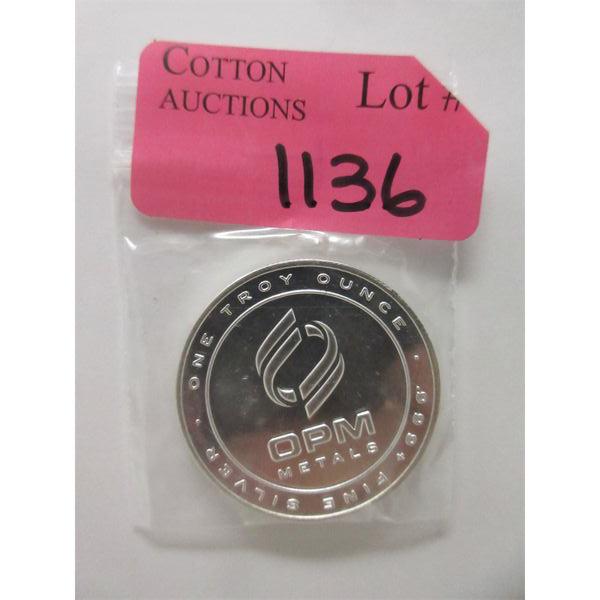 COTTON
AUCTIONS
Lot #
1136
ONE TROY OUNCE · .999+ FINE SILVER ·
OPM
METALS